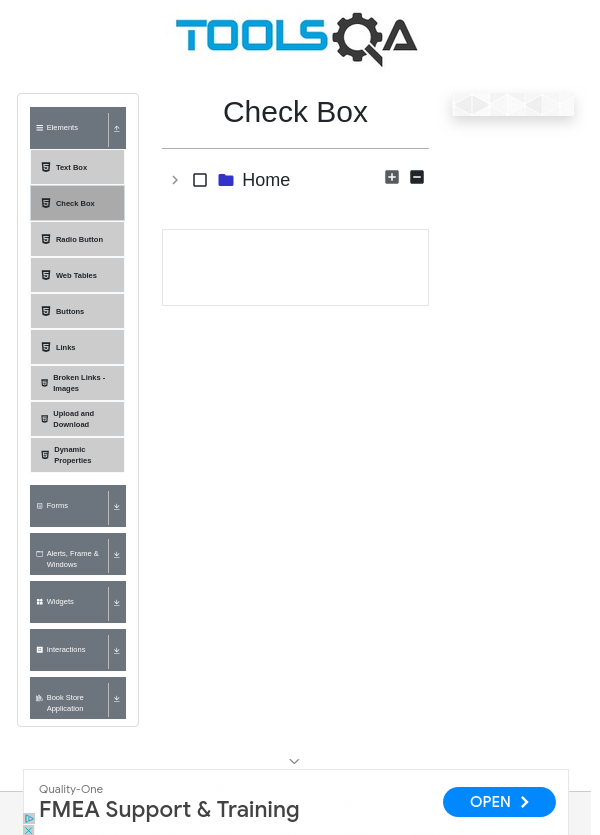 TOOLSQA
Check Box
Elements
Text Box
Check Box
Radio Button
Web Tables
Buttons
Links
Broken Links -
Images
Upload and
Download
Dynamic
Properties
Forms
Alerts, Frame &
Windows
Widgets
Interactions
Book Store
Application
Home
Quality-One
FMEA Support & Training
OPEN